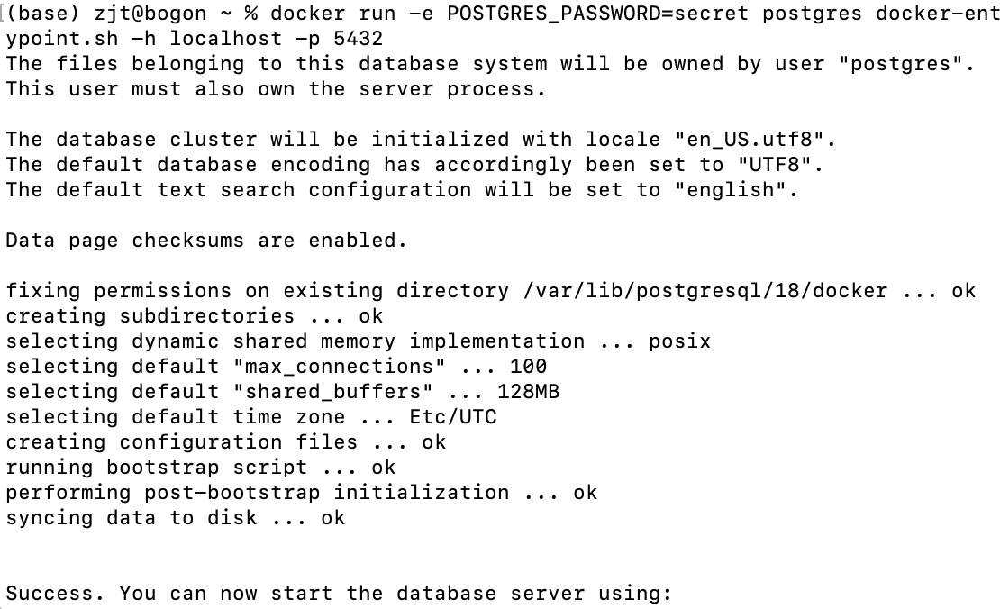 (base) zjt@bogon ~ % docker run -e POSTGRES_PASSWORD=secret postgres docker-ent
ypoint.sh -h localhost -p 5432
The files belonging to this database system will be owned by user "postgres".
This user must also own the server process.
The database cluster will be initialized with locale "en_US.utf8".
The default database encoding has accordingly been set to "UTF8".
The default text search configuration will be set to "english".
Data page checksums are enabled.
fixing permissions on existing directory /var/lib/postgresql/18/docker ... ok
creating subdirectories ... ok
selecting dynamic shared memory implementation ... posix
selecting default "max_connections" ... 100
selecting default "shared_buffers" ... 128MB
selecting default time zone ... Etc/UTC
creating configuration files ... ok
running bootstrap script ... ok
performing post-bootstrap initialization ... ok
syncing data to disk ... ok
Success. You can now start the database server using: